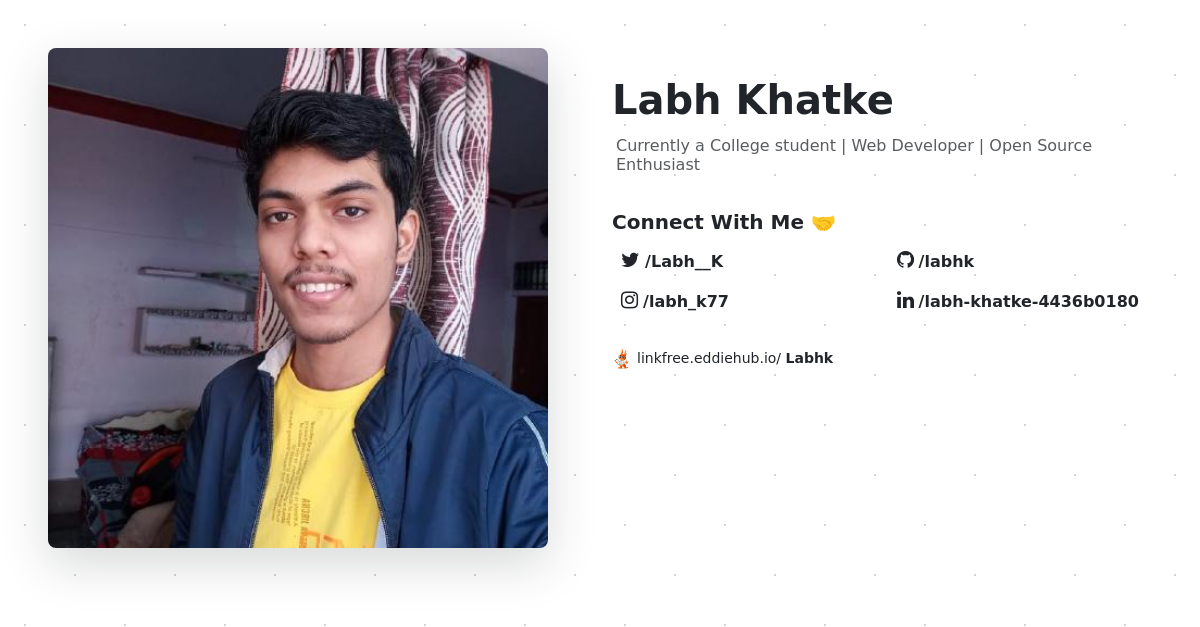 Labh Khatke
Currently a College student | Web Developer | Open Source
Enthusiast
Connect With Me 🤝
/Labh__K
/labhk
/labh_k77
/labh-khatke-4436b0180
linkfree.eddiehub.io/ Labhk